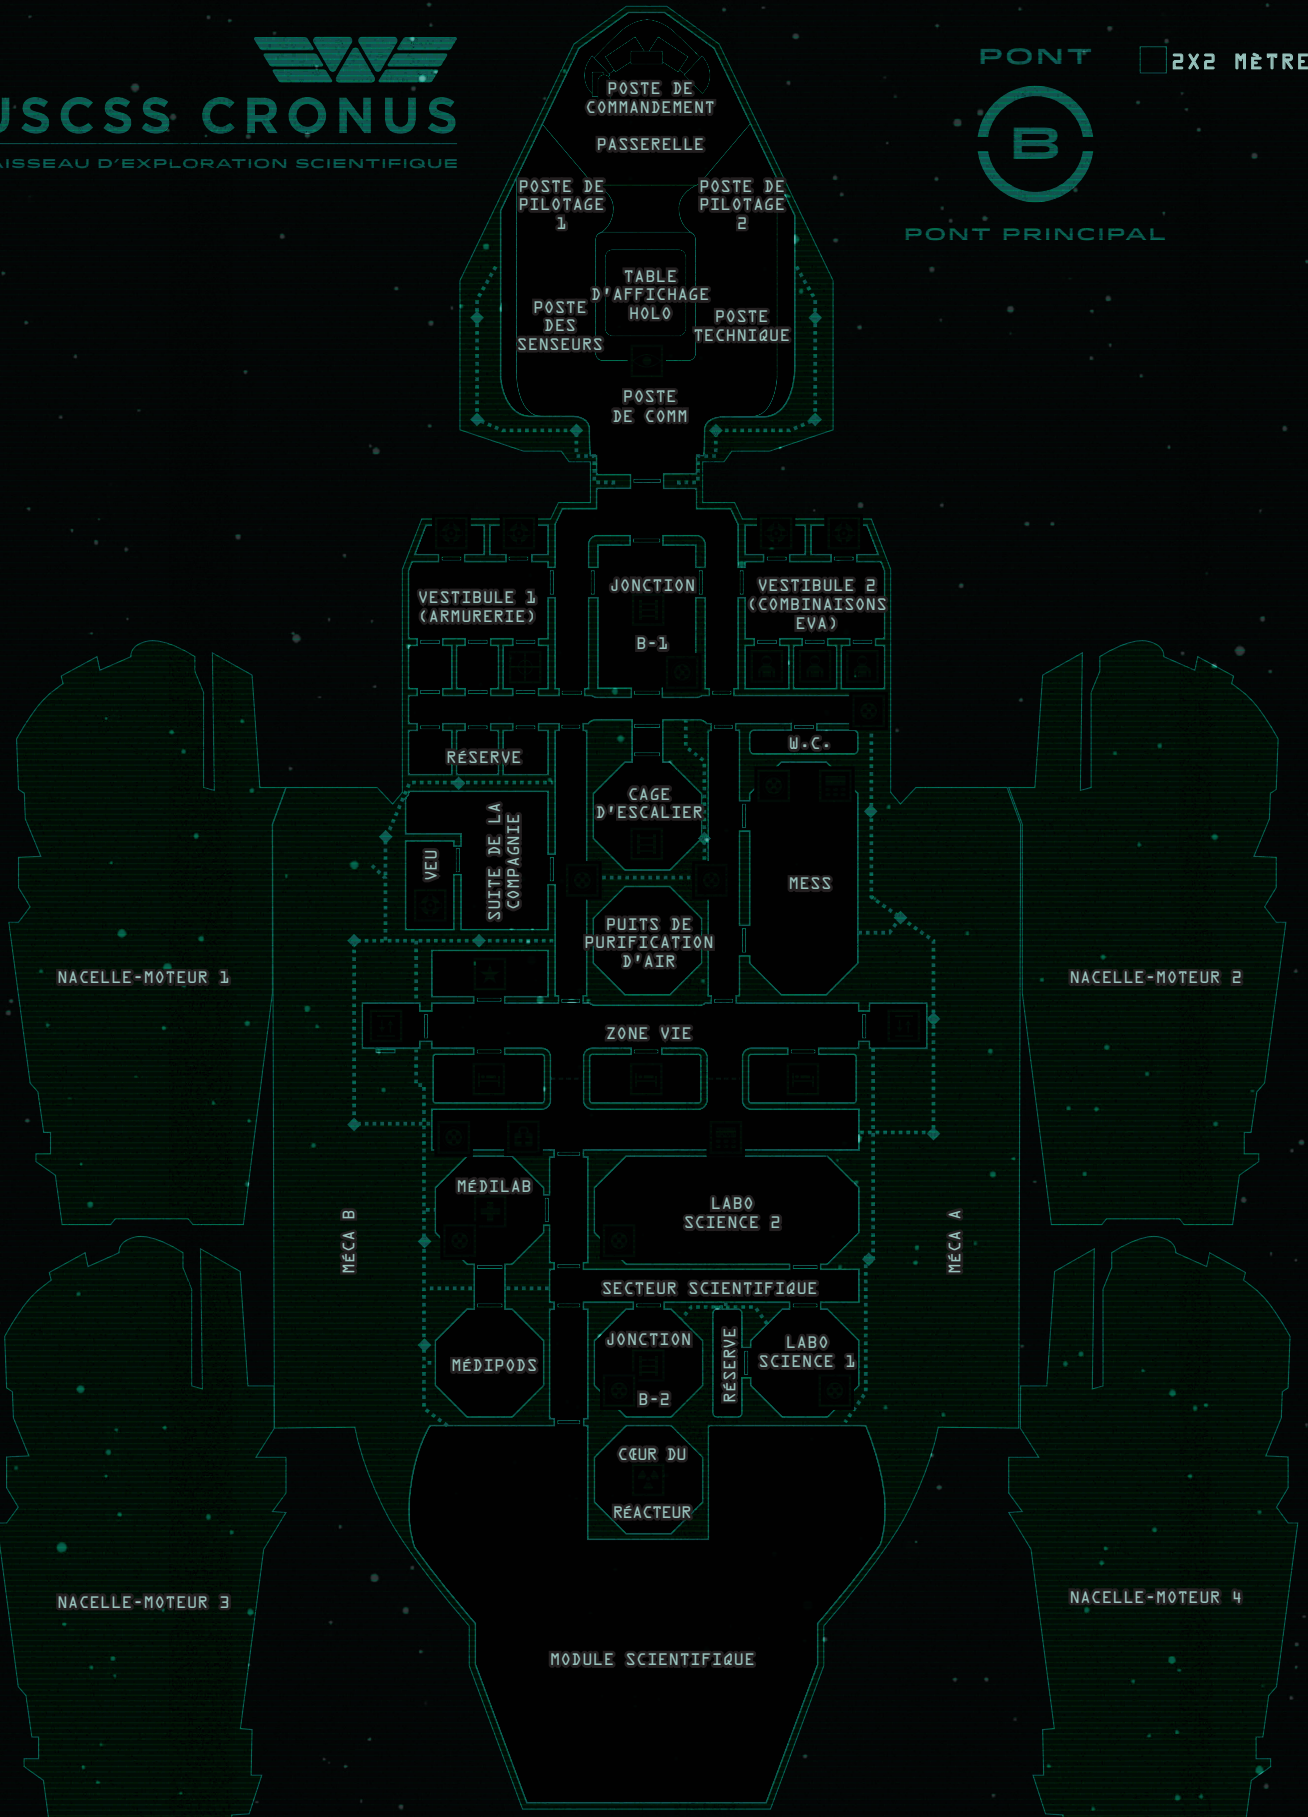 USCSS CRONUS
AISSEAU D'EXPLORATION SCIENTIFIQUE
PONT
B
PONT PRINCIPAL
2X2 MÈTRE
POSTE DE
COMMANDEMENT
PASSERELLE
POSTE DE
PILOTAGE
1
POSTE DE
PILOTAGE
2
TABLE
D'AFFICHAGE
HOLO
POSTE
DES
SENSEURS
POSTE
TECHNIQUE
POSTE
DE COMM
VESTIBULE 1
(ARMURERIE)
JONCTION
B-1
VESTIBULE 2
(COMBINAISONS
EVA)
RÉSERVE
W.C.
CAGE
D'ESCALIER
SUITE DE LA
COMPAGNIE
VEU
MESS
PUITS DE
PURIFICATION
D'AIR
NACELLE-MOTEUR 1
NACELLE-MOTEUR 2
ZONE VIE
MÉDILAB
LABO
SCIENCE 2
MÉCA B
MÉCA A
SECTEUR SCIENTIFIQUE
MÉDIPODS
JONCTION
B-2
RÉSERVE
LABO
SCIENCE 1
CŒUR DU
RÉACTEUR
NACELLE-MOTEUR 3
NACELLE-MOTEUR 4
MODULE SCIENTIFIQUE